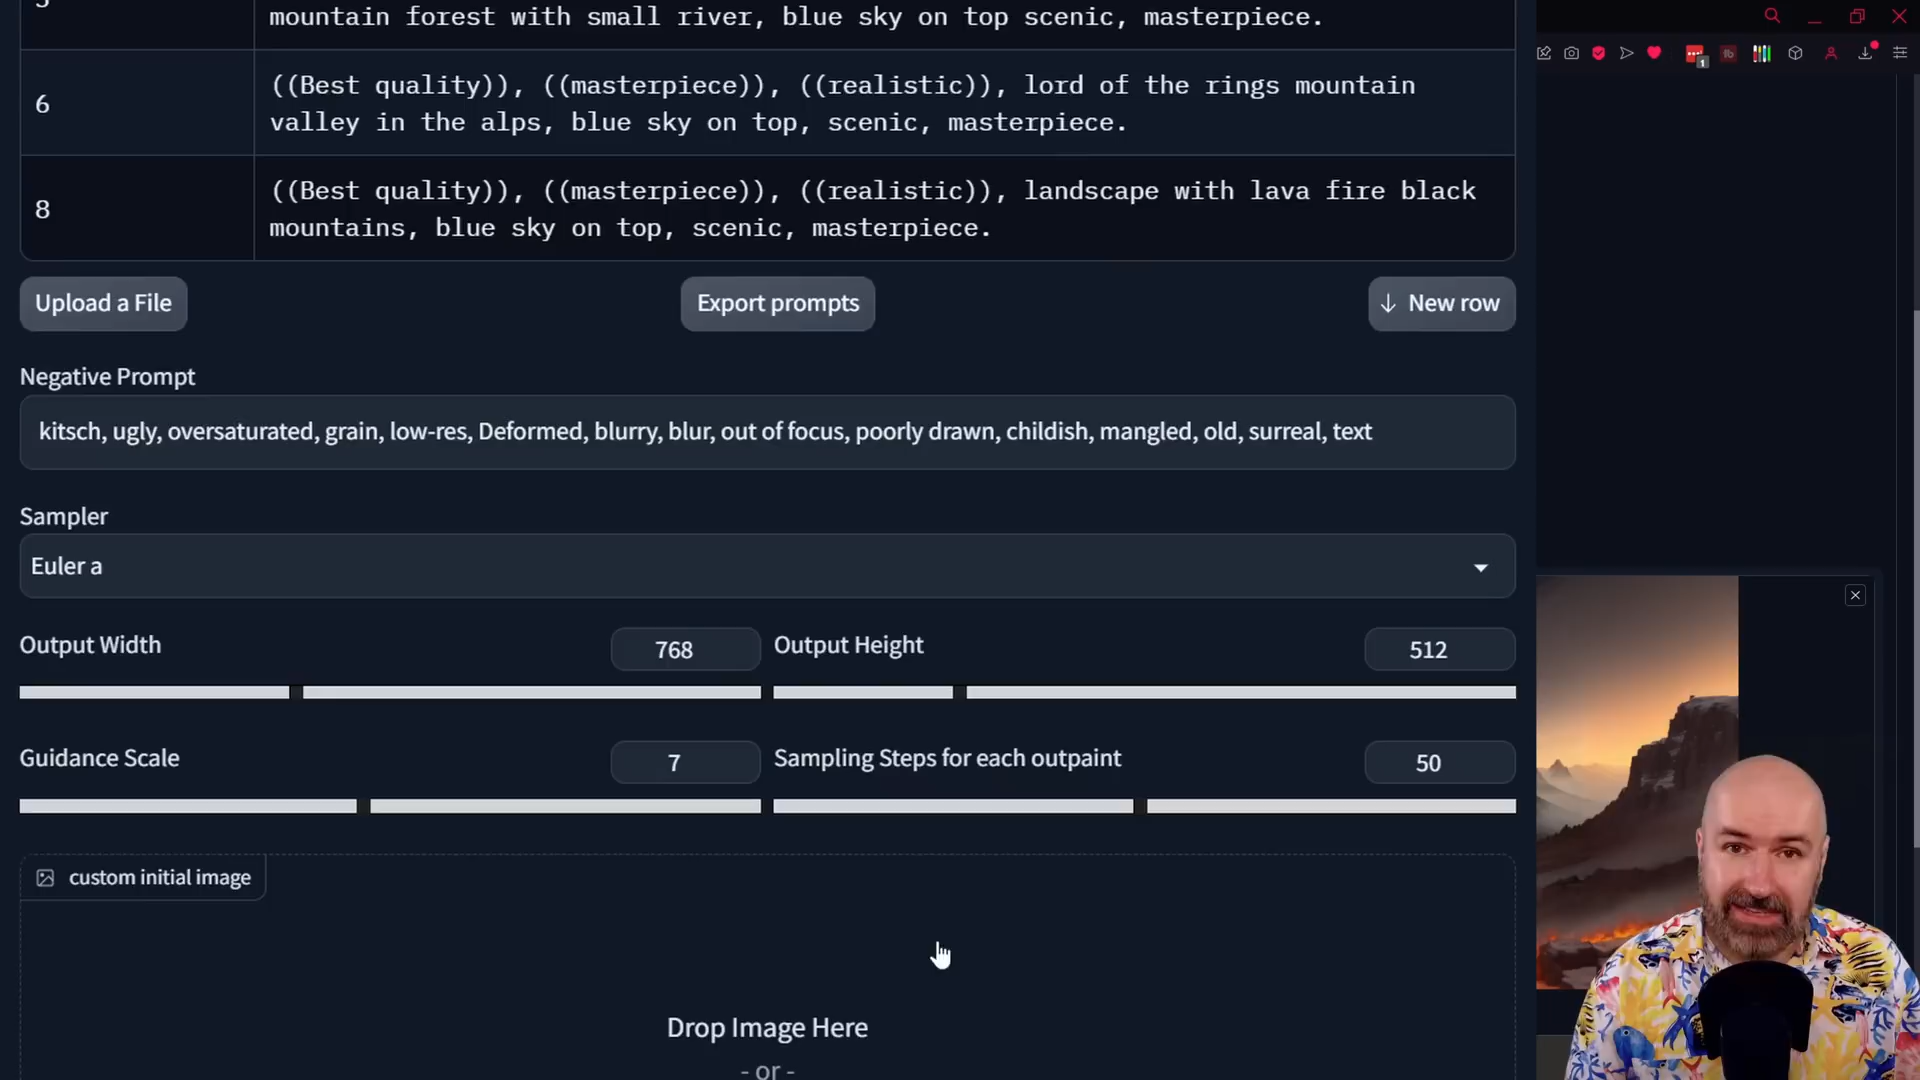 mountain forest with small river, blue sky on top scenic, masterpiece.
6
((Best quality)), ((masterpiece)), ((realistic)), lord of the rings mountain
valley in the alps, blue sky on top, scenic, masterpiece.
8
((Best quality)), ((masterpiece)), ((realistic)), landscape with lava fire black
mountains, blue sky on top, scenic, masterpiece.
Upload a File
Export prompts
↓ New row
Negative Prompt
kitsch, ugly, oversaturated, grain, low-res, Deformed, blurry, blur, out of focus, poorly drawn, childish, mangled, old, surreal, text
Sampler
Euler a
Output Width
768
Output Height
512
Guidance Scale
7
Sampling Steps for each outpaint
50
custom initial image
Drop Image Here
- or -
1